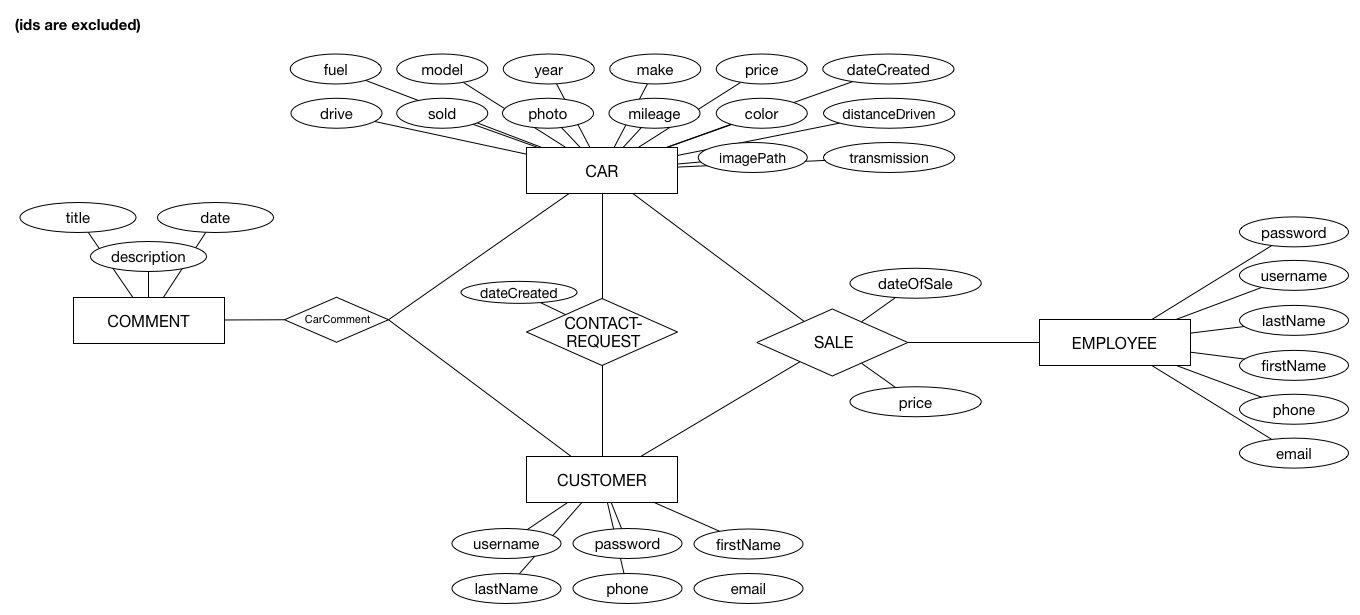 (ids are excluded)
fuel
model
year
make
price
dateCreated
drive
sold
photo
mileage
color
distanceDriven
imagePath
transmission
CAR
title
date
description
COMMENT
CarComment
dateCreated
CONTACT-
REQUEST
dateOfSale
SALE
price
EMPLOYEE
password
username
lastName
firstName
phone
email
CUSTOMER
username
password
firstName
lastName
phone
email